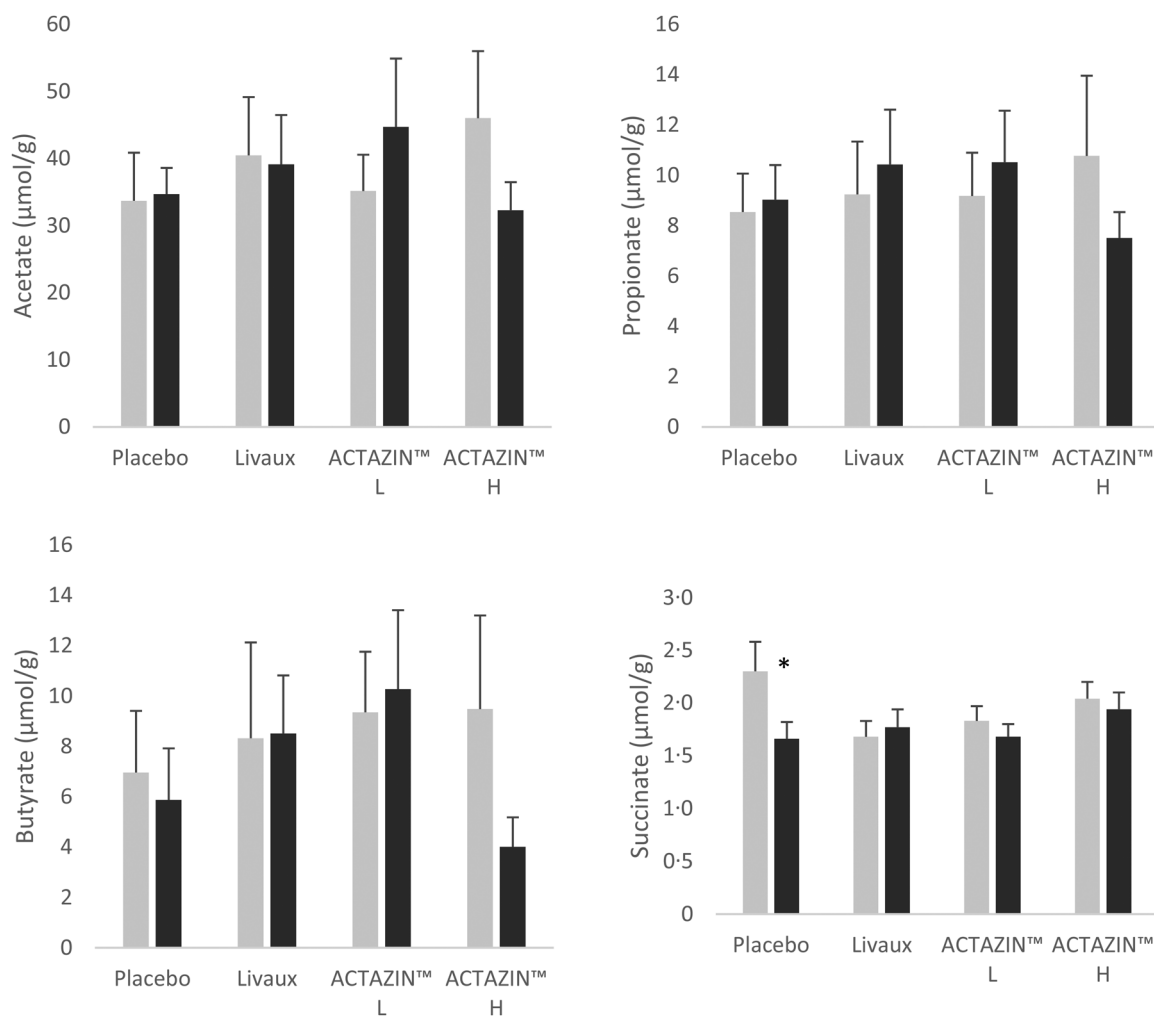 60
50
40
30
20
10
0
Acetate (µmol/g)
Placebo
Livaux
ACTAZIN™ L
ACTAZIN™ H
16
14
12
10
8
6
4
2
0
Propionate (µmol/g)
Placebo
Livaux
ACTAZIN™ L
ACTAZIN™ H
16
14
12
10
8
6
4
2
0
Butyrate (µmol/g)
Placebo
Livaux
ACTAZIN™ L
ACTAZIN™ H
3·0
2·5
2·0
1·5
1·0
0·5
0
Succinate (µmol/g)
*
Placebo
Livaux
ACTAZIN™ L
ACTAZIN™ H